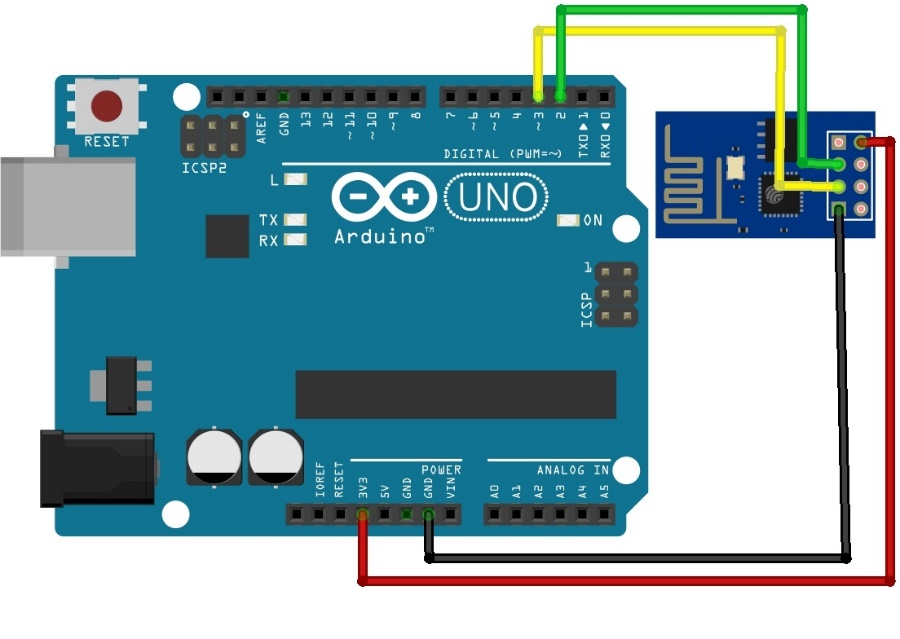 RESET
ICSP2
AREF
GND
13
12
~11
~10
~9
8
7
~6
~5
4
~3
2
TX0▶1
RX0◀0
DIGITAL (PWM=~)
L
TX
RX
UNO
ON
Arduino™
1
ICSP
POWER
ANALOG IN
IOREF
RESET
3V3
5V
GND
GND
VIN
A0
A1
A2
A3
A4
A5